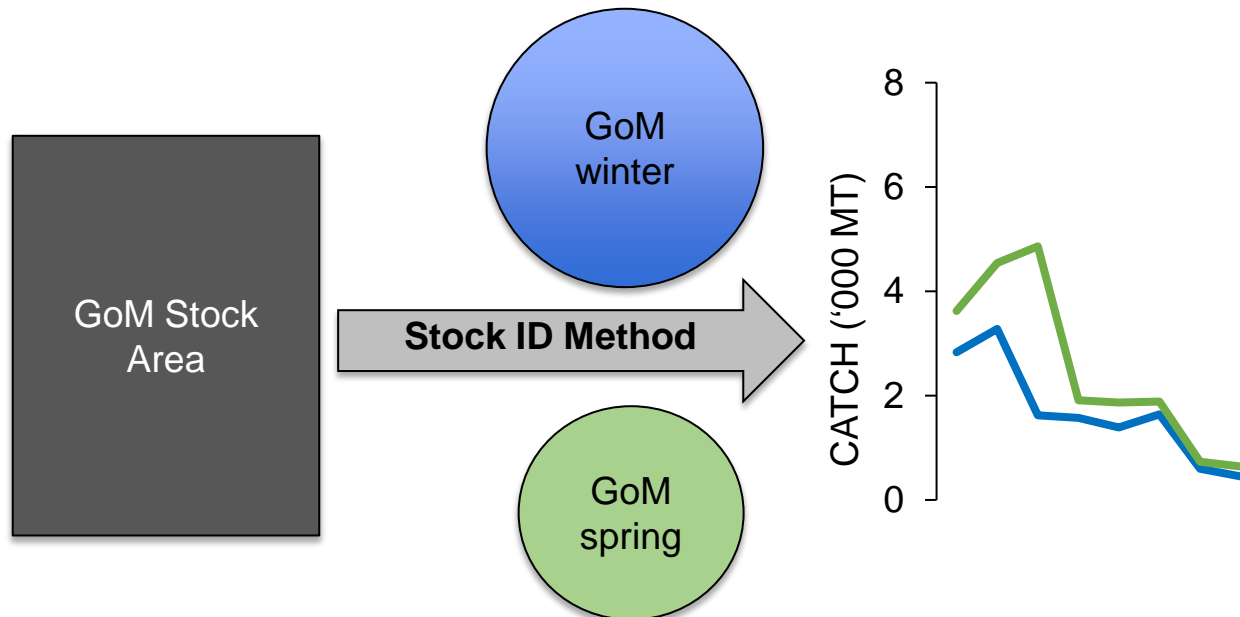 GoM Stock
Area
GoM
winter
Stock ID Method
GoM
spring
CATCH (‘000 MT)
8
6
4
2
0